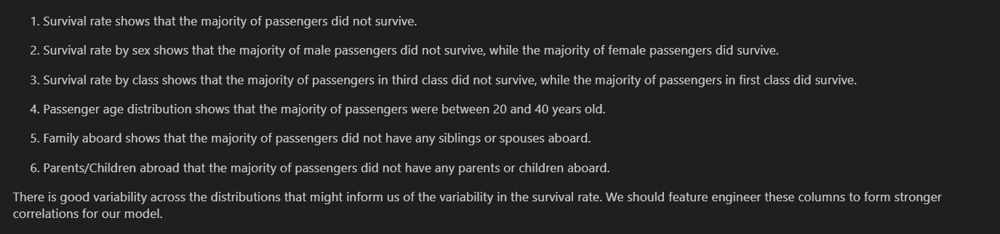 1. Survival rate shows that the majority of passengers did not survive.
2. Survival rate by sex shows that the majority of male passengers did not survive, while the majority of female passengers did survive.
3. Survival rate by class shows that the majority of passengers in third class did not survive, while the majority of passengers in first class did survive.
4. Passenger age distribution shows that the majority of passengers were between 20 and 40 years old.
5. Family aboard shows that the majority of passengers did not have any siblings or spouses aboard.
6. Parents/Children abroad that the majority of passengers did not have any parents or children aboard.
There is good variability across the distributions that might inform us of the variability in the survival rate. We should feature engineer these columns to form stronger
correlations for our model.